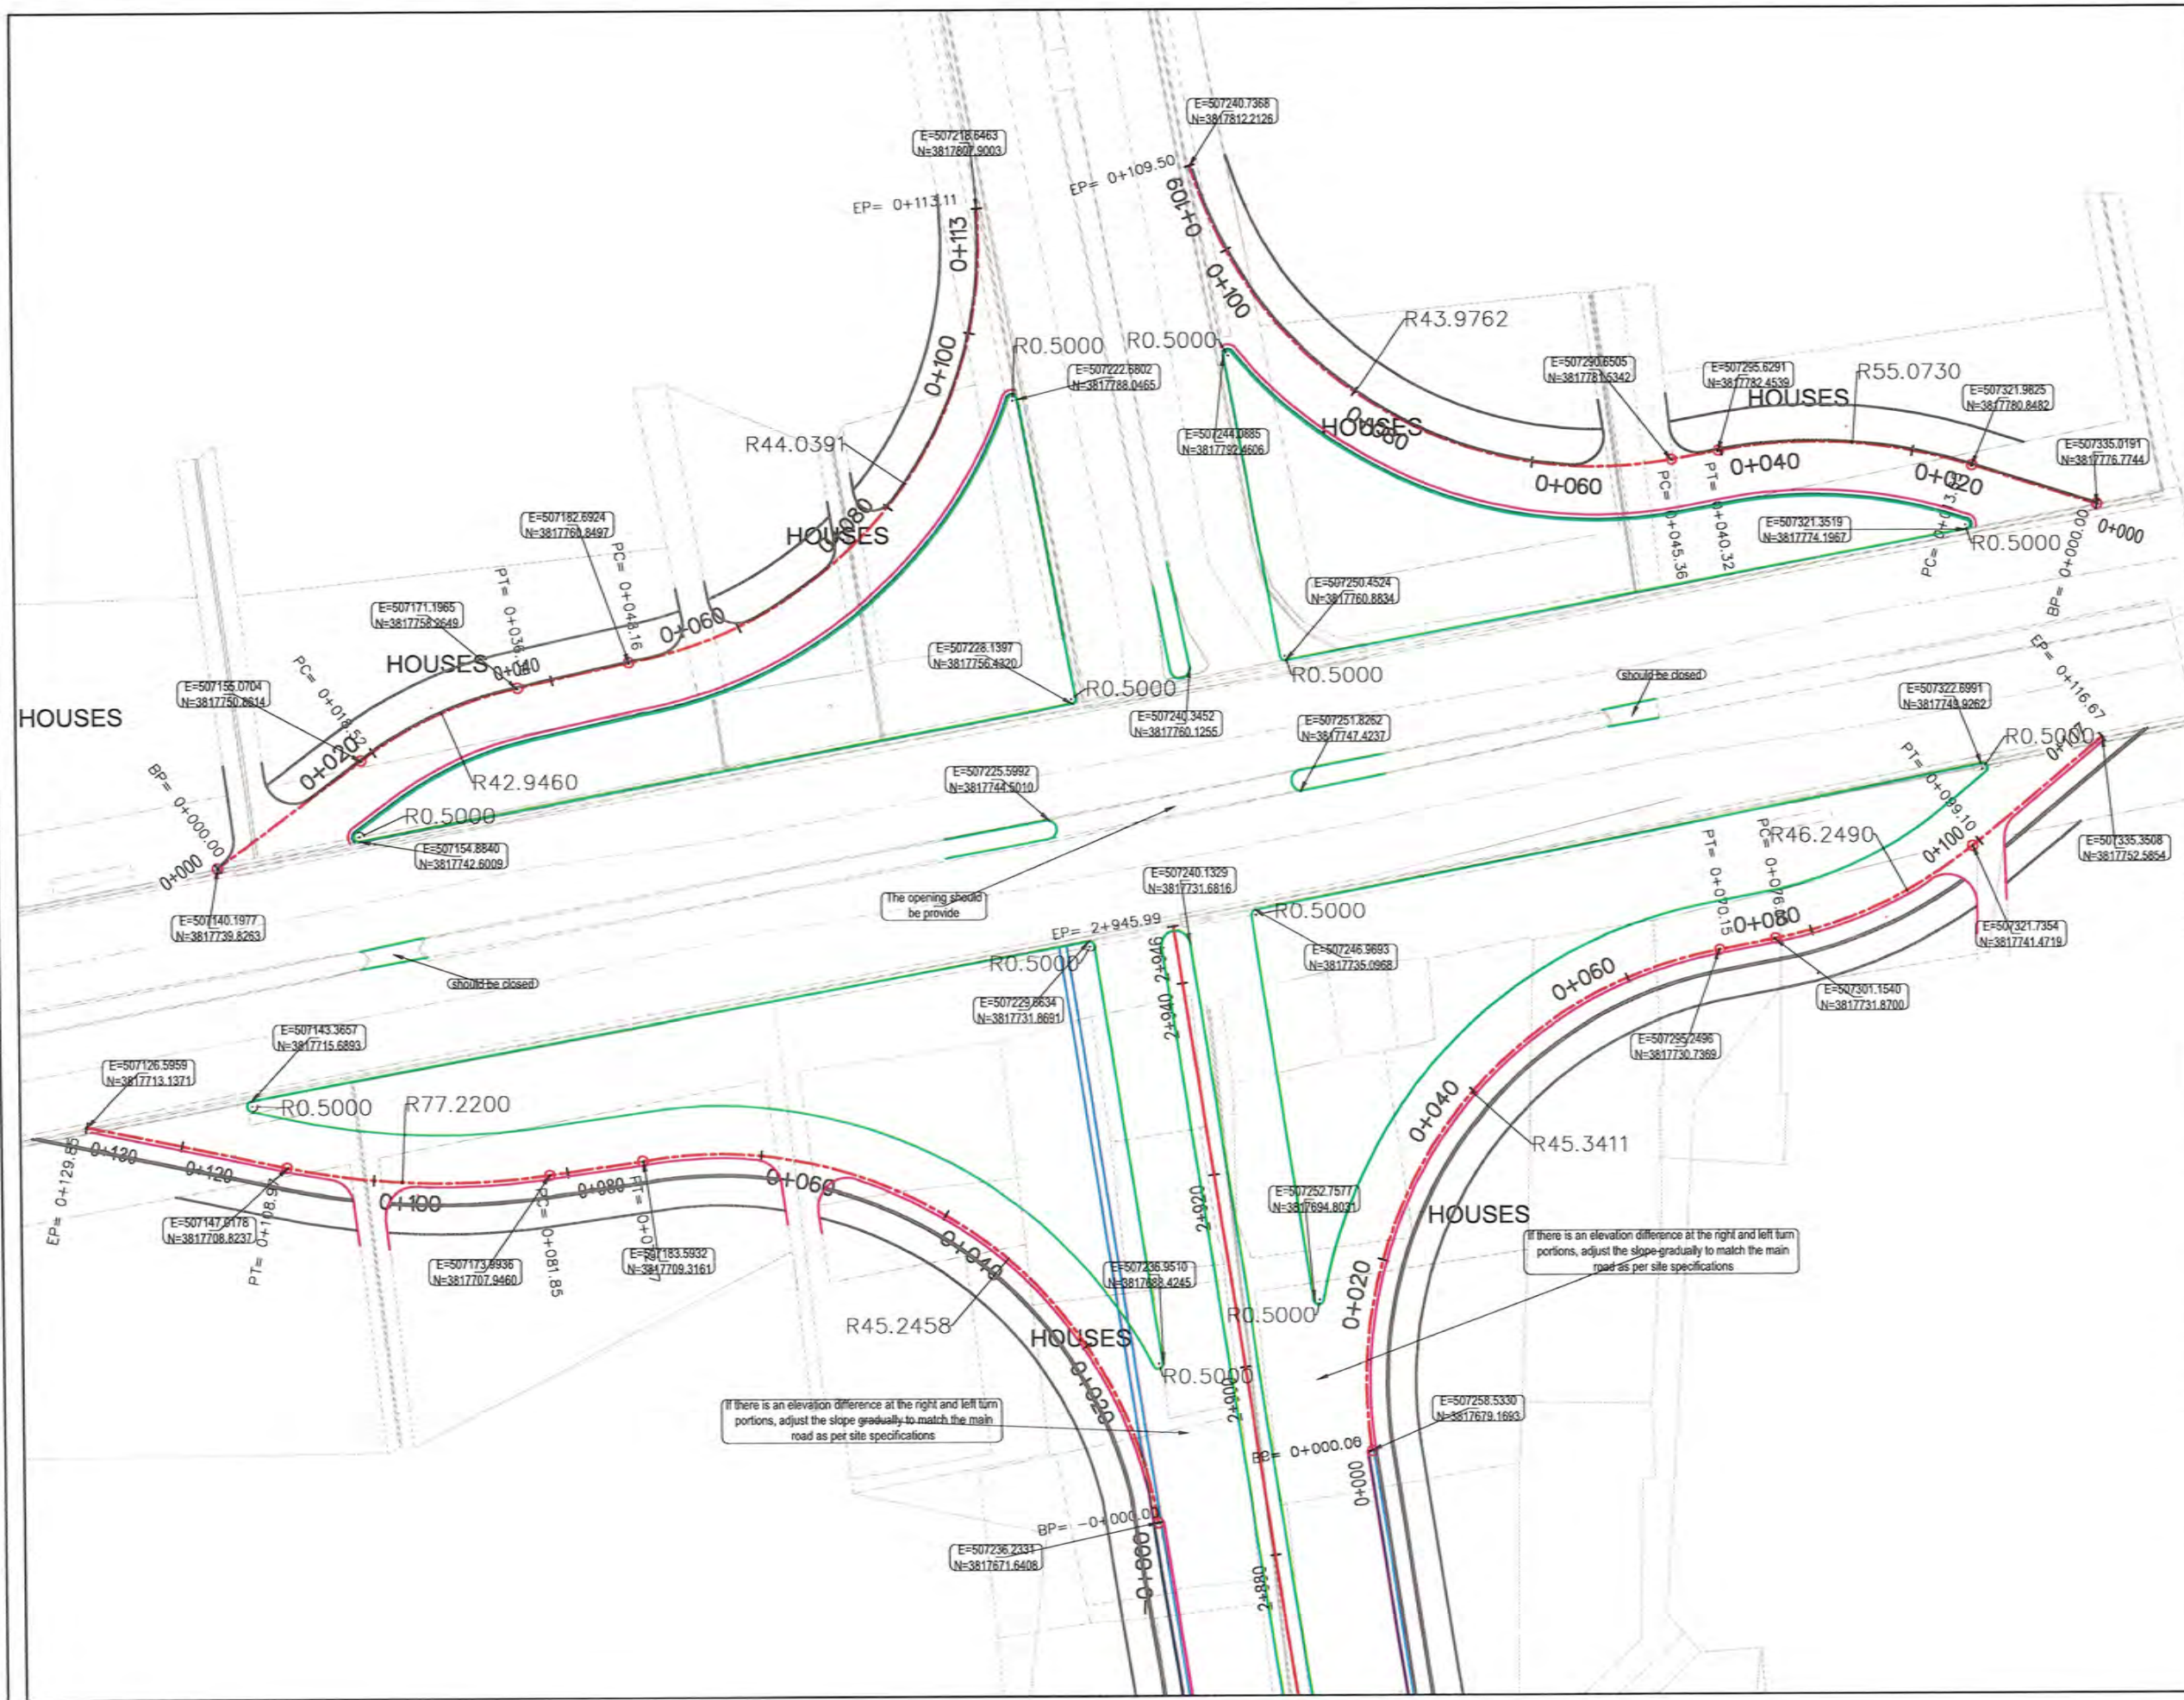 E=507240.7368
N=3817812.2126
E=507218.6463
N=3817807.9003
EP= 0+109.50
0+109
EP= 0+113.11
0+113
0+100
0+100
R43.9762
R0.5000
R0.5000
E=507222.6802
N=3817788.0465
E=507290.6505
N=3817781.5342
E=507295.6291
N=3817782.4539
R55.0730
HOUSES
E=507321.9825
N=3817780.8482
E=507335.0191
N=3817776.7744
R44.0391
E=507244.0885
N=3817792.4606
HOUSES
0+080
0+060
0+040
0+020
PC= 0+045.36
PT= 0+040.32
E=507321.3519
N=3817774.1967
R0.5000
0+000
BP= 0+000.00
E=507182.6924
N=3817760.8497
PC= 0+048.16
HOUSES
0+080
E=507171.1965
N=3817758.2649
0+060
E=507250.4524
N=3817760.8834
HOUSES
0+040
E=507228.1397
N=3817756.4320
R0.5000
R0.5000
should be closed
EP= 0+116.67
E=507155.0704
N=3817750.8614
PC= 0+018.52
HOUSES
0+020
R42.9460
E=507240.3452
N=3817760.1255
E=507251.8262
N=3817747.4237
E=507322.6991
N=3817749.9262
R0.5000
BP= 0+000.00
0+000
R0.5000
E=507154.8840
N=3817742.6009
E=507225.5992
N=3817744.5010
PT= 0+099.10
E=507335.3508
N=3817752.5854
E=507140.1977
N=3817739.8263
The opening should
be provide
E=507240.1329
N=3817731.6816
PT= 0+070.15
R46.2490
0+100
EP= 2+945.99
2+946
R0.5000
0+080
E=507321.7354
N=3817741.4719
should be closed
R0.5000
E=507246.9693
N=3817735.0968
E=507229.6634
N=3817731.8691
2+940
0+060
E=507301.1540
N=3817731.8700
E=507143.3657
N=3817715.6893
E=507295.2496
N=3817730.7369
E=507126.5959
N=3817713.1371
R0.5000
R77.2200
0+040
R45.3411
EP= 0+129.85
0+120
0+100
0+080
0+060
E=507147.0178
N=3817708.8237
E=507173.9936
N=3817707.9460
PC= 0+081.85
E=507183.5932
N=3817709.3161
0+040
2+920
E=507252.7577
N=3817694.8031
HOUSES
If there is an elevation difference at the right and left turn
portions, adjust the slope gradually to match the main
road as per site specifications
E=507236.9510
N=3817688.4245
R45.2458
HOUSES
R0.5000
0+020
R0.5000
0+020
2+900
If there is an elevation difference at the right and left turn
portions, adjust the slope gradually to match the main
road as per site specifications
E=507258.5330
N=3817679.1693
0+000
BP= -0+000.00
-0+000
E=507236.2331
N=3817671.6408
2+880